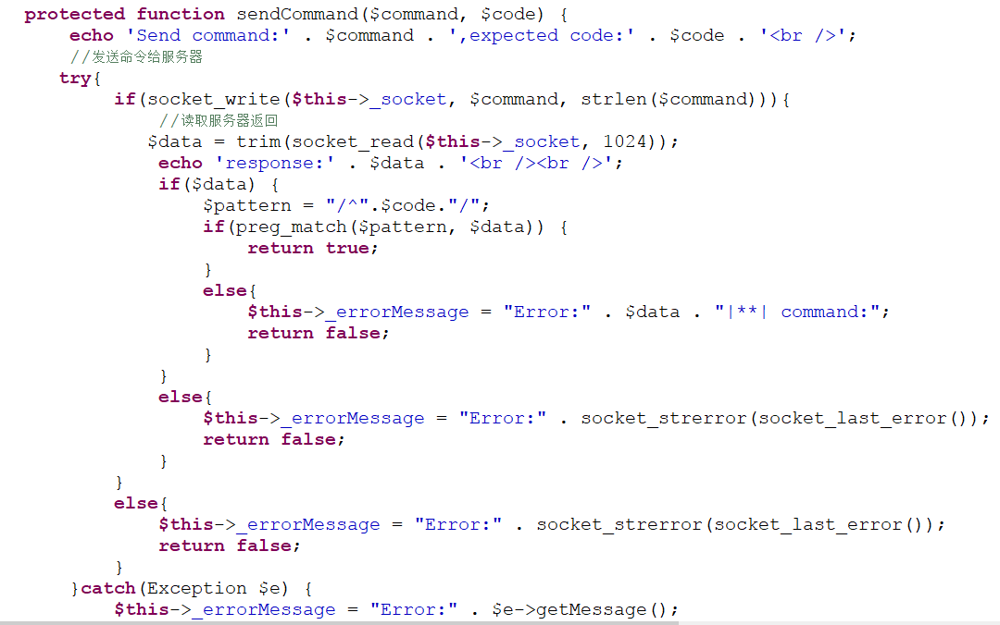 protected function sendCommand($command, $code) {
echo 'Send command:' . $command . ',expected code:' . $code . '<br />';
//发送命令给服务器
try{
if(socket_write($this->_socket, $command, strlen($command))){
//读取服务器返回
$data = trim(socket_read($this->_socket, 1024));
echo 'response:' . $data . '<br /><br />';
if($data) {
$pattern = "/^".$code."/";
if(preg_match($pattern, $data)) {
return true;
}
else{
$this->_errorMessage = "Error:" . $data . "|**| command:";
return false;
}
}
else{
$this->_errorMessage = "Error:" . socket_strerror(socket_last_error());
return false;
}
}
else{
$this->_errorMessage = "Error:" . socket_strerror(socket_last_error());
return false;
}
}catch(Exception $e) {
$this->_errorMessage = "Error:" . $e->getMessage();